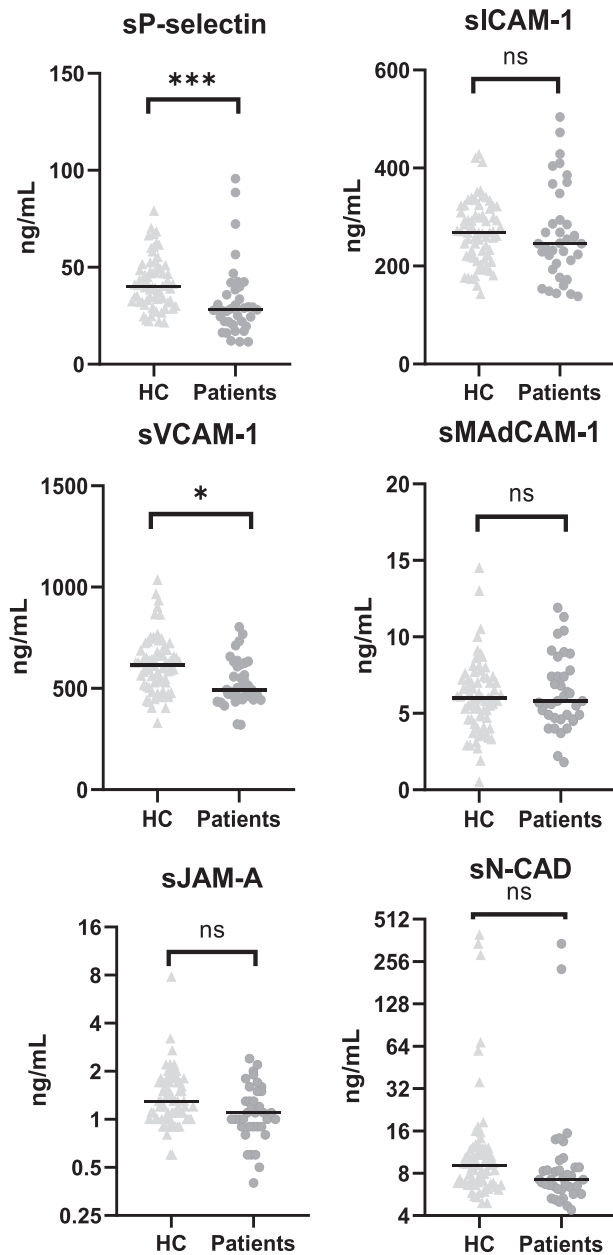 sP-selectin
150
100
50
0
ng/mL
***
HC Patients
sICAM-1
600
400
200
0
ng/mL
ns
HC Patients
sVCAM-1
1500
1000
500
0
ng/mL
*
HC Patients
sMAdCAM-1
20
15
10
5
0
ng/mL
ns
HC Patients
sJAM-A
16
8
4
2
1
0.5
0.25
ng/mL
ns
HC Patients
sN-CAD
512
256
128
64
32
16
8
4
ng/mL
ns
HC Patients